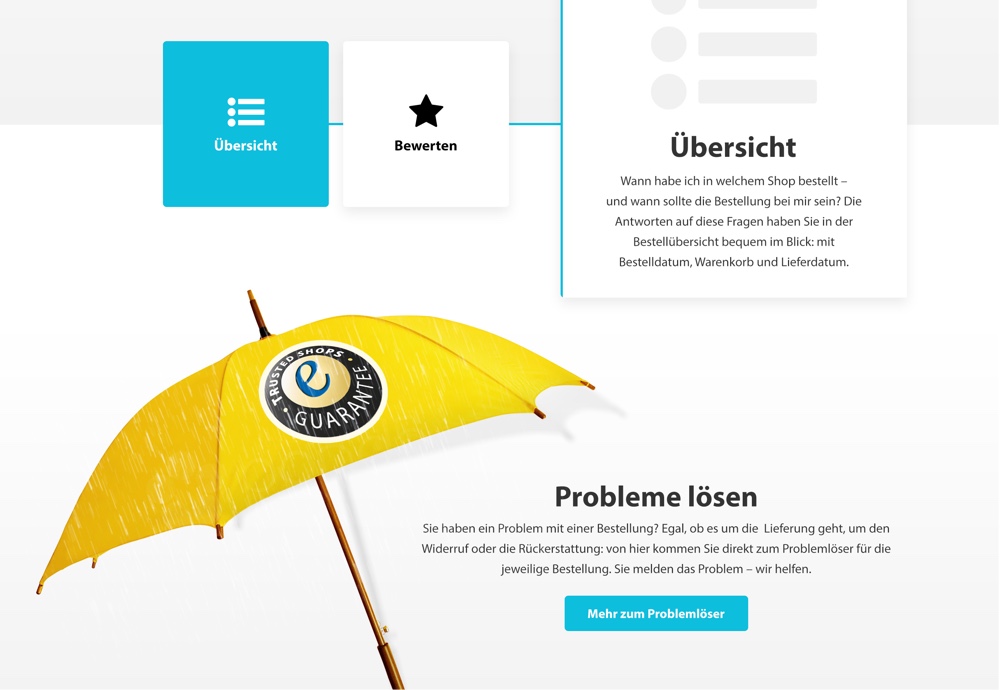 Übersicht
Bewerten
Übersicht
Wann habe ich in welchem Shop bestellt –
und wann sollte die Bestellung bei mir sein? Die
Antworten auf diese Fragen haben Sie in der
Bestellübersicht bequem im Blick: mit
Bestelldatum, Warenkorb und Lieferdatum.
TRUSTED SHOPS
e
GUARANTEE
Probleme lösen
Sie haben ein Problem mit einer Bestellung? Egal, ob es um die Lieferung geht, um den
Widerruf oder die Rückerstattung: von hier kommen Sie direkt zum Problemlöser für die
jeweilige Bestellung. Sie melden das Problem – wir helfen.
Mehr zum Problemlöser